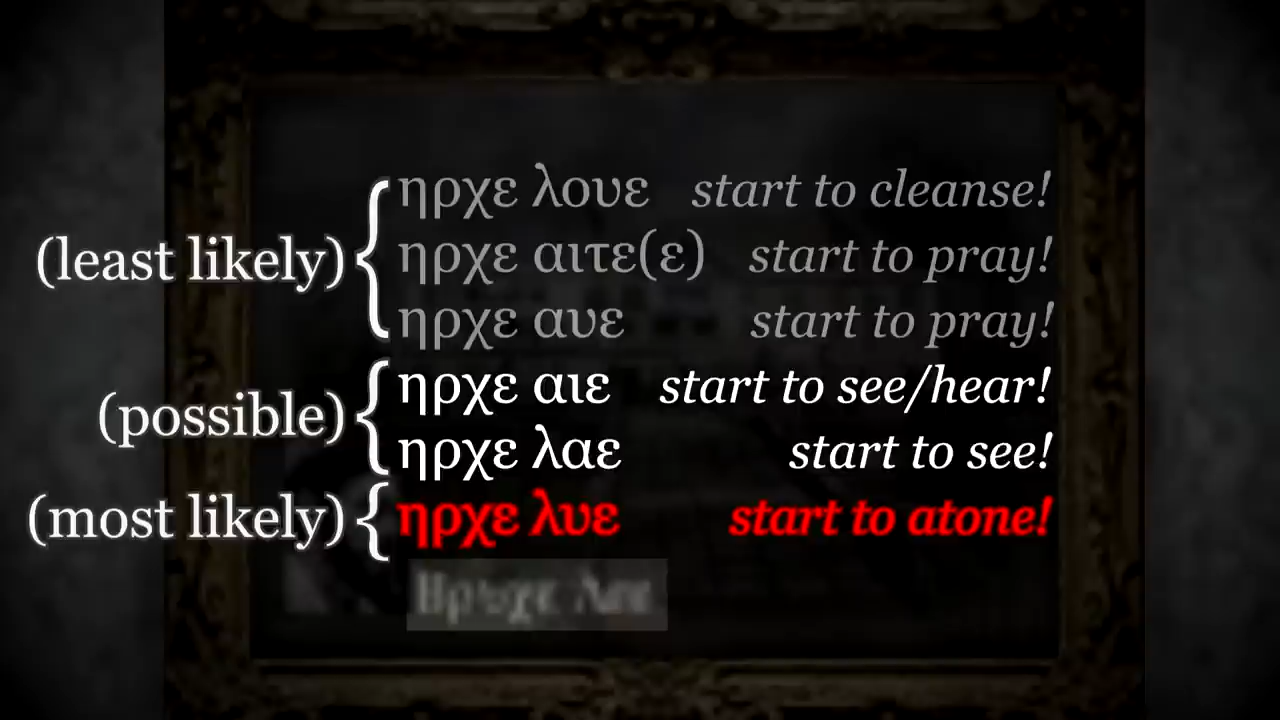 ηρχε λουε start to cleanse!
(least likely) ηρχε αιτε(ε) start to pray!
ηρχε αυε start to pray!
ηρχε αιε start to see/hear!
(possible)
ηρχε λαε start to see!
(most likely) ηρχε λυε start to atone!